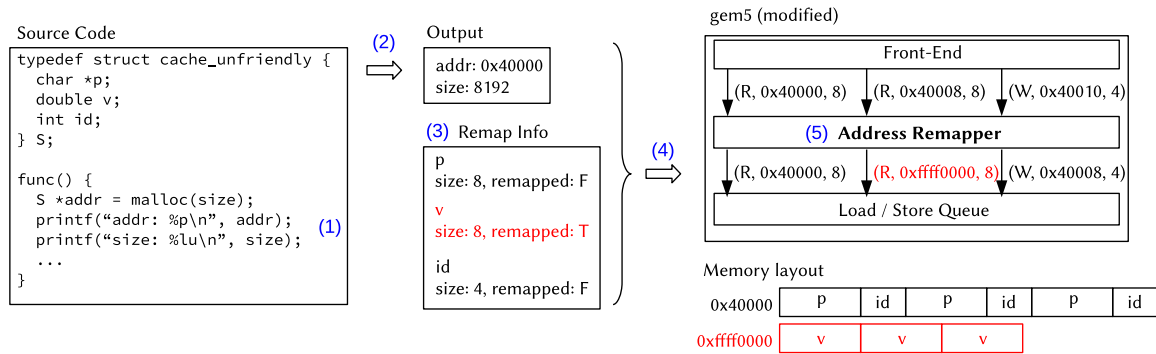 Source Code
typedef struct cache_unfriendly {
char *p;
double v;
int id;
} S;
func() {
S *addr = malloc(size);
printf(“addr: %p\n”, addr);
printf(“size: %lu\n”, size);
...
}
(1)
(2)
Output
addr: 0x40000
size: 8192
(3) Remap Info
p
size: 8, remapped: F
v
size: 8, remapped: T
id
size: 4, remapped: F
(4)
gem5 (modified)
Front-End
(R, 0x40000, 8) (R, 0x40008, 8) (W, 0x40010, 4)
(5) Address Remapper
(R, 0x40000, 8) (R, 0xffff0000, 8) (W, 0x40008, 4)
Load / Store Queue
Memory layout
0x40000 p id p id p id
0xffff0000 v v v